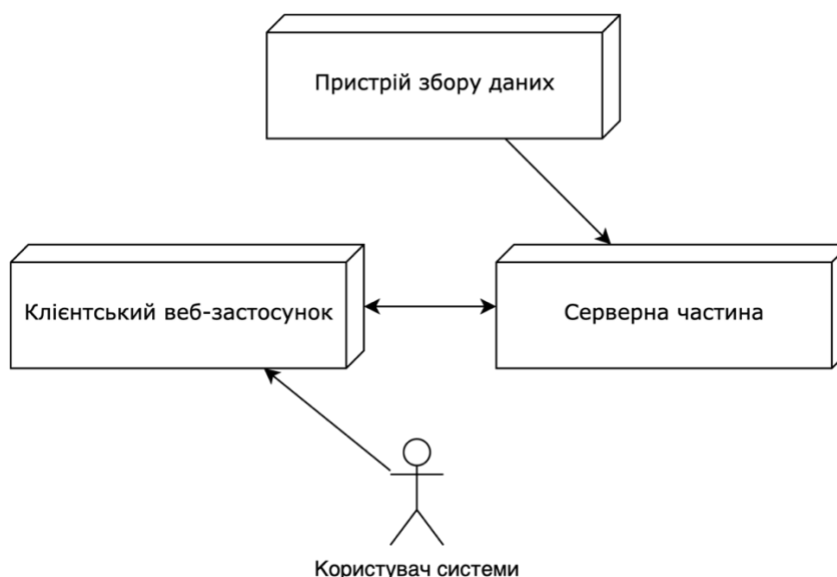 Пристрій збору даних
Клієнтський веб-застосунок
Серверна частина
Користувач системи